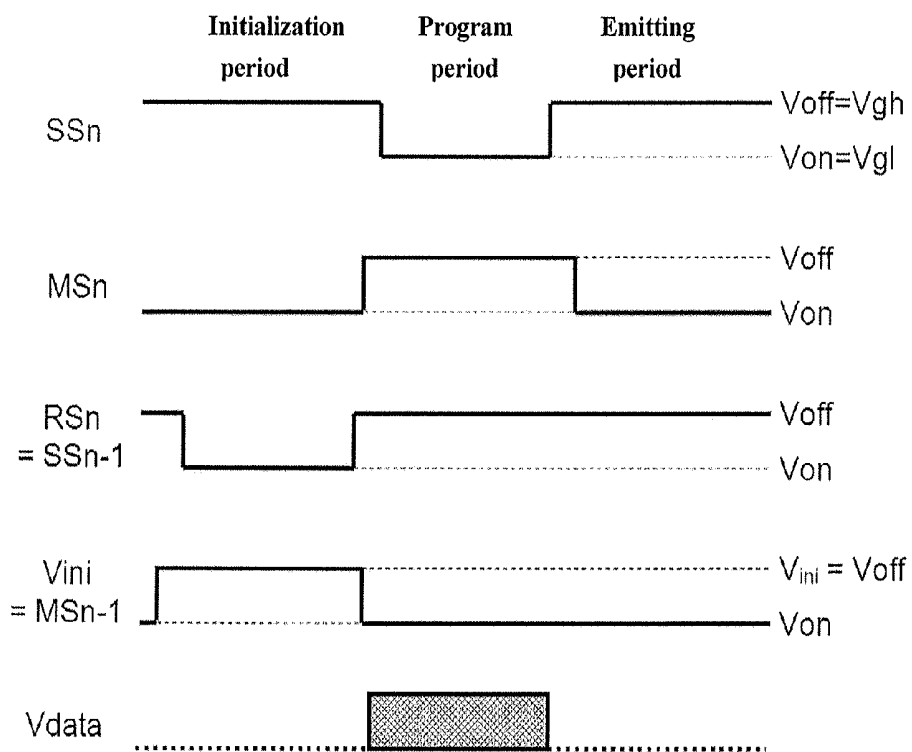 Initialization period
Program period
Emitting period
SSn
Voff=Vgh
Von=Vgl
MSn
Voff
Von
RSn
= SSn-1
Voff
Von
Vini
= MSn-1
Vini = Voff
Von
Vdata